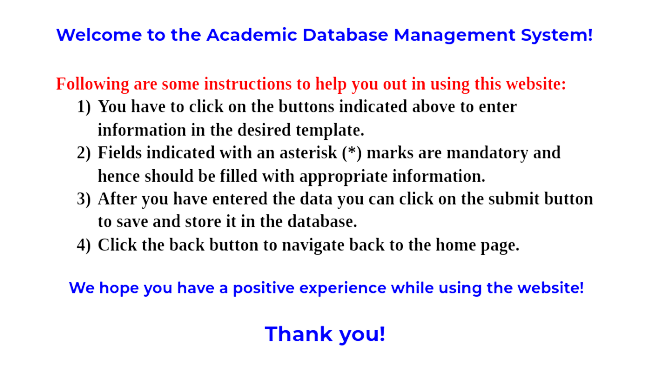 Welcome to the Academic Database Management System!
Following are some instructions to help you out in using this website:
1) You have to click on the buttons indicated above to enter
information in the desired template.
2) Fields indicated with an asterisk (*) marks are mandatory and
hence should be filled with appropriate information.
3) After you have entered the data you can click on the submit button
to save and store it in the database.
4) Click the back button to navigate back to the home page.
We hope you have a positive experience while using the website!
Thank you!